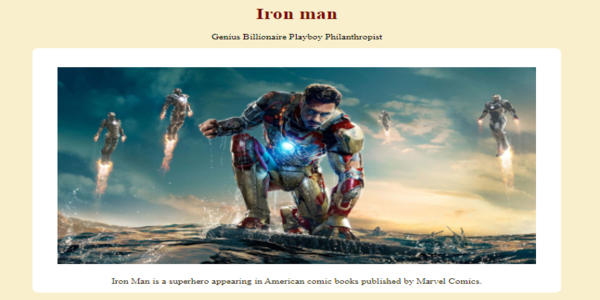 Iron man
Genius Billionaire Playboy Philanthropist
Iron Man is a superhero appearing in American comic books published by Marvel Comics.